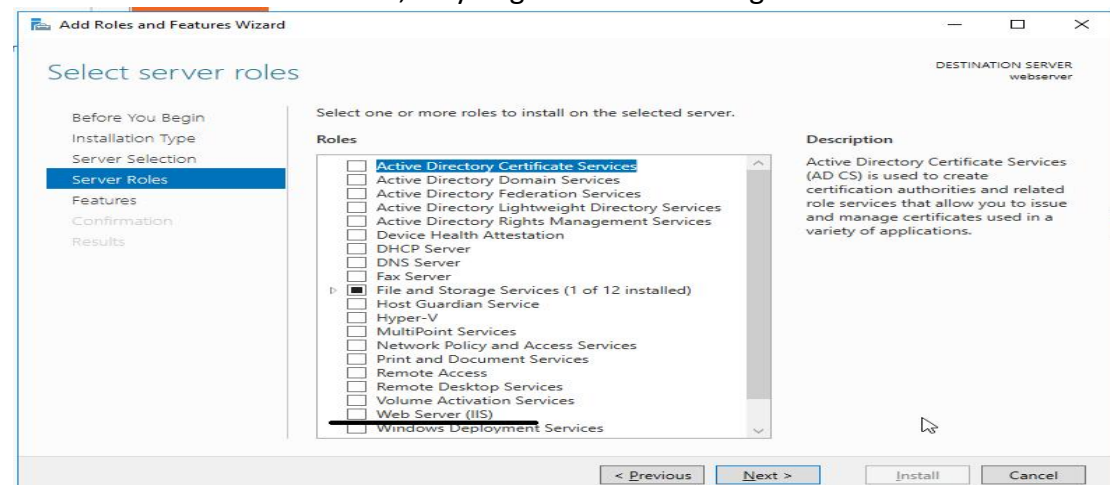 Add Roles and Features Wizard
Select server roles
DESTINATION SERVER
webserver
Before You Begin
Installation Type
Server Selection
Server Roles
Features
Confirmation
Results
Select one or more roles to install on the selected server.
Roles
Active Directory Certificate Services
Active Directory Domain Services
Active Directory Federation Services
Active Directory Lightweight Directory Services
Active Directory Rights Management Services
Device Health Attestation
DHCP Server
DNS Server
Fax Server
File and Storage Services (1 of 12 installed)
Host Guardian Service
Hyper-V
MultiPoint Services
Network Policy and Access Services
Print and Document Services
Remote Access
Remote Desktop Services
Volume Activation Services
Web Server (IIS)
Windows Deployment Services
Description
Active Directory Certificate Services
(AD CS) is used to create
certification authorities and related
role services that allow you to issue
and manage certificates used in a
variety of applications.
< Previous
Next >
Install
Cancel